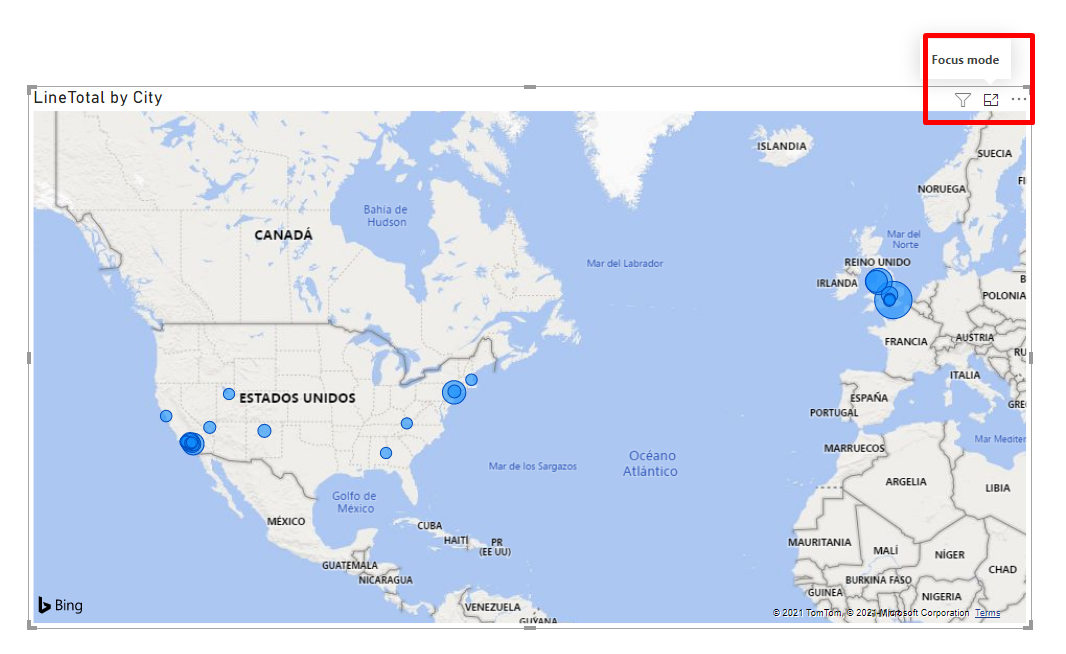 Focus mode
LineTotal by City
ISLANDIA
SUECIA
NORUEGA
FI
Bahía de
Hudson
CANADÁ
Mar del
Norte
Mar del Labrador
REINO UNIDO
IRLANDA
B
POLONIA
FRANCIA
AUSTRIA
RU
ITALIA
ESTADOS UNIDOS
ESPAÑA
GRE
PORTUGAL
Mar Mediter
MARRUECOS
Océano
Atlántico
Mar de los Sargazos
ARGELIA
LIBIA
Golfo de
México
MÉXICO
CUBA
HAITÍ
PR
(EE UU)
MAURITANIA
MALÍ
NÍGER
GUATEMALA
CHAD
NICARAGUA
BURKINA FASO
GUINEA
NIGERIA
Bing
VENEZUELA
GUYANA
© 2021 TomTom, © 2021 Microsoft Corporation Terms